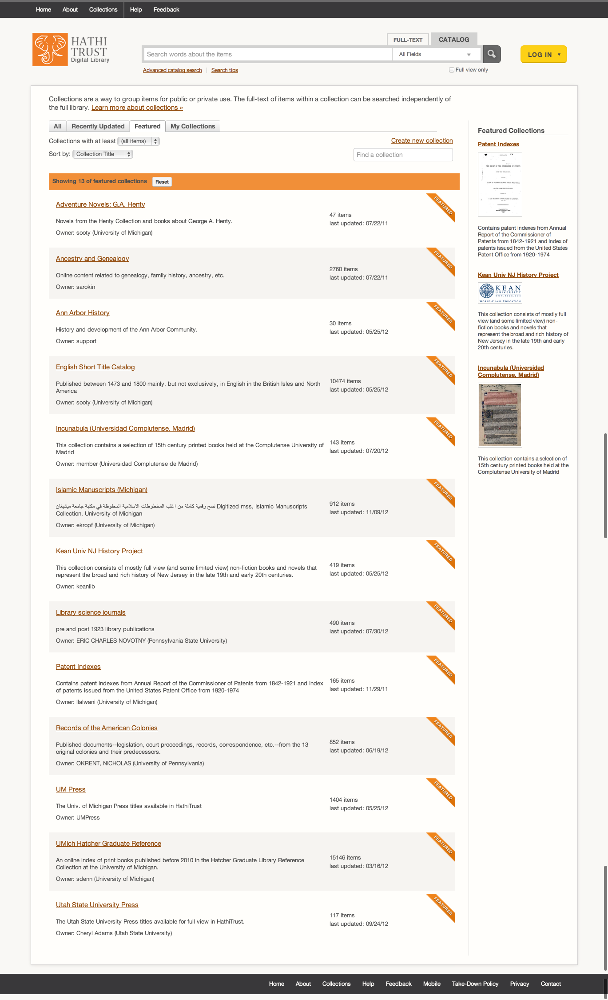 Home About Collections Help Feedback
HATHI
TRUST
Digital Library
FULL-TEXT CATALOG
Search words about the items All Fields
LOG IN
Advanced catalog search Search tips Full view only
Collections are a way to group items for public or private use. The full-text of items within a collection can be searched independently of
the full library. Learn more about collections »
All Recently Updated Featured My Collections
Collections with at least (all items) Create new collection
Sort by: Collection Title Find a collection
Showing 13 of featured collections Reset
Adventure Novels: G.A. Henty
Novels from the Henty Collection and books about George A. Henty.
Owner: sooty (University of Michigan)
47 items
last updated: 07/22/11
FEATURED
Ancestry and Genealogy
Online content related to genealogy, family history, ancestry, etc.
Owner: sarokin
2760 items
last updated: 07/22/11
FEATURED
Ann Arbor History
History and development of the Ann Arbor Community.
Owner: support
30 items
last updated: 05/25/12
FEATURED
English Short Title Catalog
Published between 1473 and 1800 mainly, but not exclusively, in English in the British Isles and North
America
Owner: sooty (University of Michigan)
10474 items
last updated: 05/25/12
FEATURED
Incunabula (Universidad Complutense, Madrid)
This collection contains a selection of 15th century printed books held at the Complutense University of
Madrid
Owner: member (Universidad Complutense de Madrid)
143 items
last updated: 07/20/12
FEATURED
Islamic Manuscripts (Michigan)
نسخ رقمية كاملة من اغلب المخطوطات الاسلامية المحفوظة في مكتبة جامعة ميشيغان Digitized mss, Islamic Manuscripts
Collection, University of Michigan
Owner: ekropf (University of Michigan)
912 items
last updated: 11/09/12
FEATURED
Kean Univ NJ History Project
This collection consists of mostly full view (and some limited view) non-fiction books and novels that
represent the broad and rich history of New Jersey in the late 19th and early 20th centuries.
Owner: keanlib
419 items
last updated: 05/25/12
FEATURED
Library science journals
pre and post 1923 library publications
Owner: ERIC CHARLES NOVOTNY (Pennsylvania State University)
490 items
last updated: 07/30/12
FEATURED
Patent Indexes
Contains patent indexes from Annual Report of the Commissioner of Patents from 1842-1921 and Index
of patents issued from the United States Patent Office from 1920-1974
Owner: llalwani (University of Michigan)
165 items
last updated: 11/29/11
FEATURED
Records of the American Colonies
Published documents--legislation, court proceedings, records, correspondence, etc.--from the 13
original colonies and their predecessors.
Owner: OKRENT, NICHOLAS (University of Pennsylvania)
852 items
last updated: 06/19/12
FEATURED
UM Press
The Univ. of Michigan Press titles available in HathiTrust
Owner: UMPress
1404 items
last updated: 05/25/12
FEATURED
UMich Hatcher Graduate Reference
An online index of print books published before 2010 in the Hatcher Graduate Library Reference
Collection at the University of Michigan.
Owner: sdenn (University of Michigan)
15146 items
last updated: 03/16/12
FEATURED
Utah State University Press
The Utah State University Press titles available for full view in HathiTrust.
Owner: Cheryl Adams (Utah State University)
117 items
last updated: 09/24/12
FEATURED
Featured Collections
Patent Indexes
Contains patent indexes from Annual
Report of the Commissioner of
Patents from 1842-1921 and Index of
patents issued from the United States
Patent Office from 1920-1974
Kean Univ NJ History Project
KEAN
UNIVERSITY
www.kean.edu
WORLD-CLASS EDUCATION
This collection consists of mostly full
view (and some limited view) non-
fiction books and novels that
represent the broad and rich history of
New Jersey in the late 19th and early
20th centuries.
Incunabula (Universidad
Complutense, Madrid)
This collection contains a selection of
15th century printed books held at the
Complutense University of Madrid
Home About Collections Help Feedback Mobile Take-Down Policy Privacy Contact